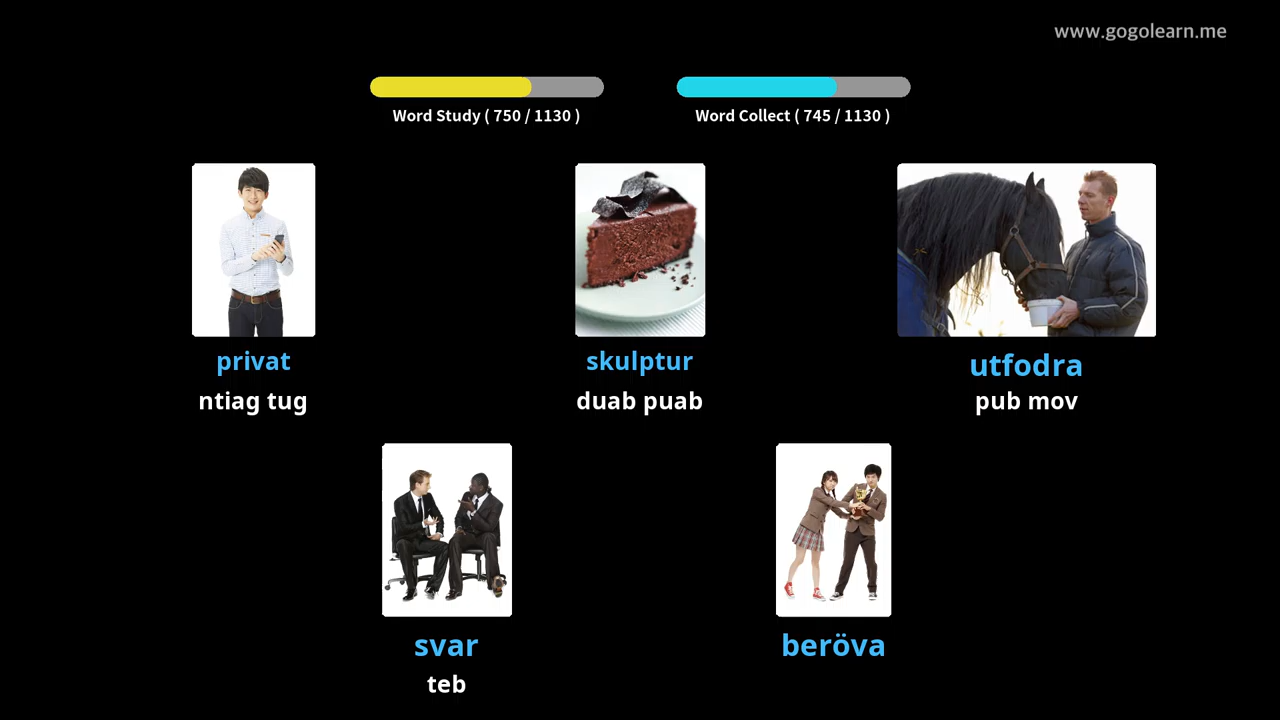 www.gogolearn.me
Word Study ( 750 / 1130 )
Word Collect ( 745 / 1130 )
privat
ntiag tug
skulptur
duab puab
utfodra
pub mov
svar
teb
beröva